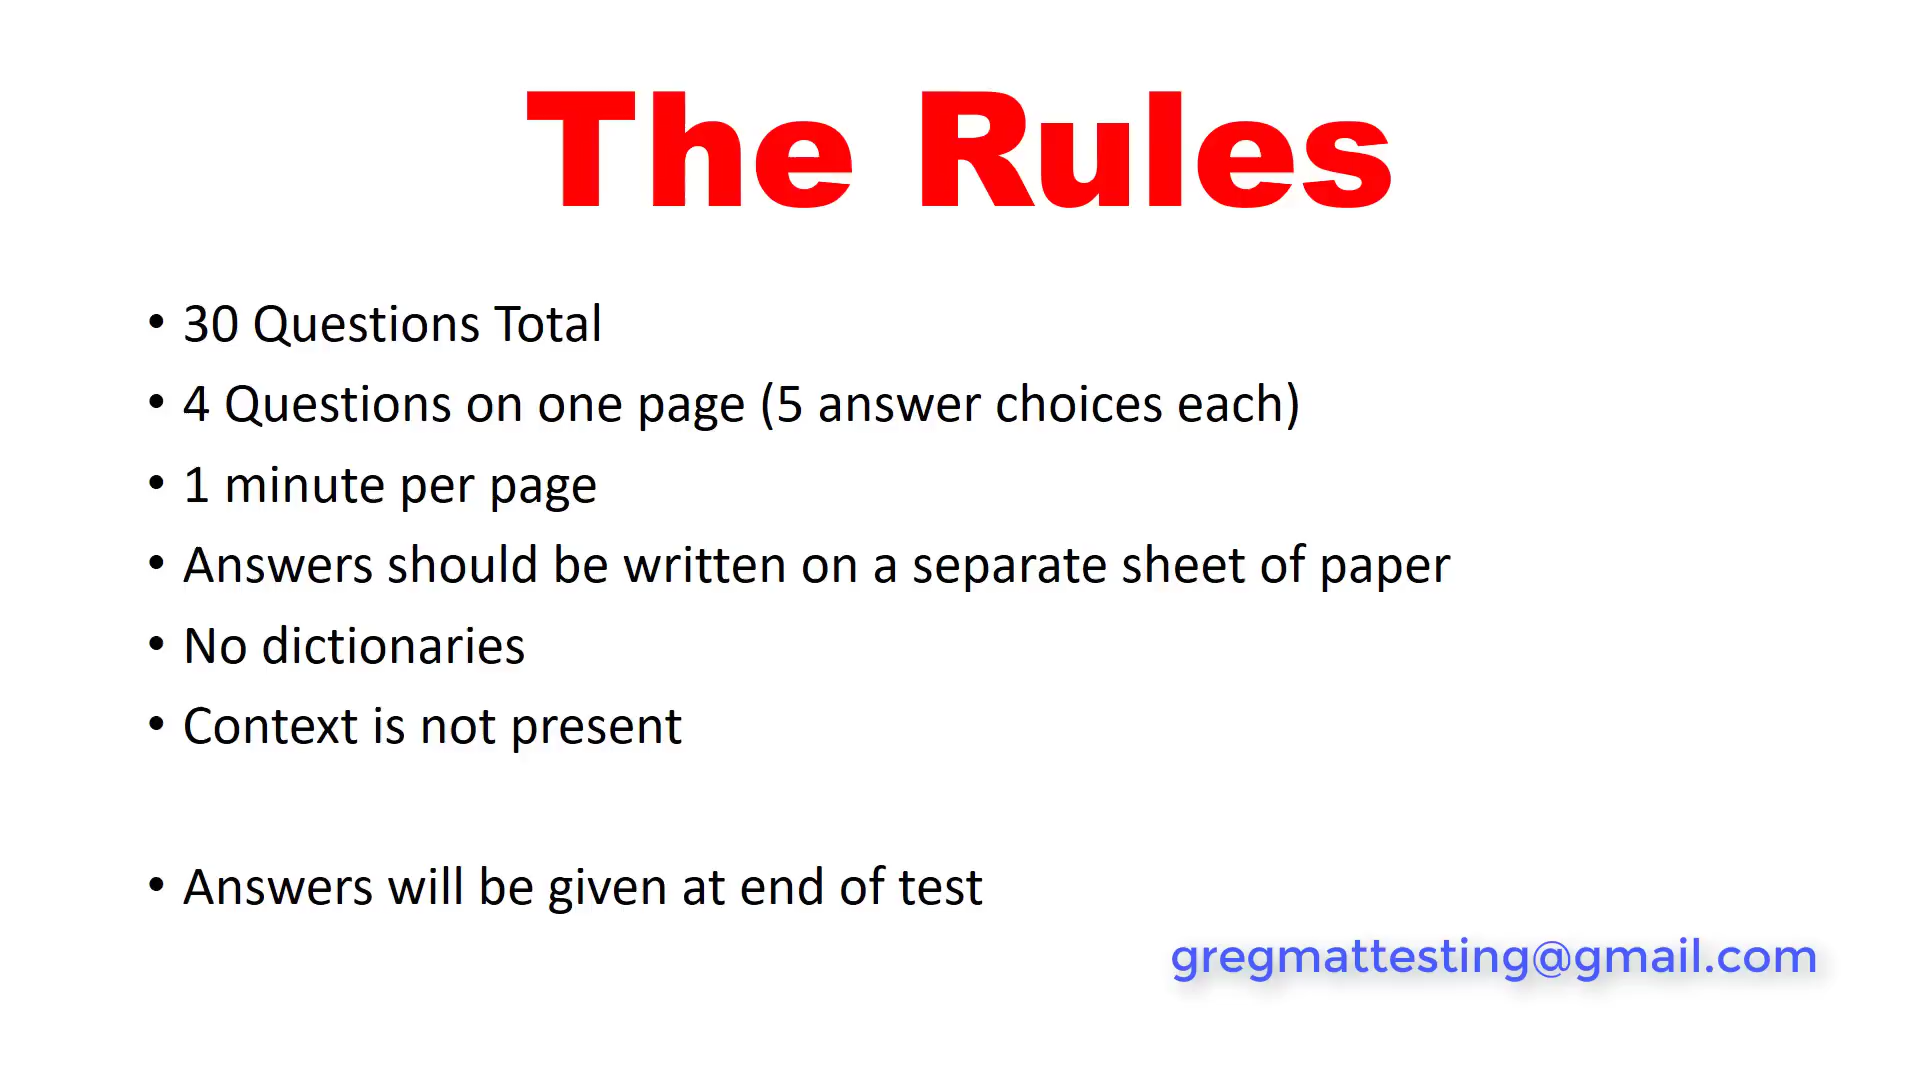 The Rules
• 30 Questions Total
• 4 Questions on one page (5 answer choices each)
• 1 minute per page
• Answers should be written on a separate sheet of paper
• No dictionaries
• Context is not present
• Answers will be given at end of test
gregmattesting@gmail.com